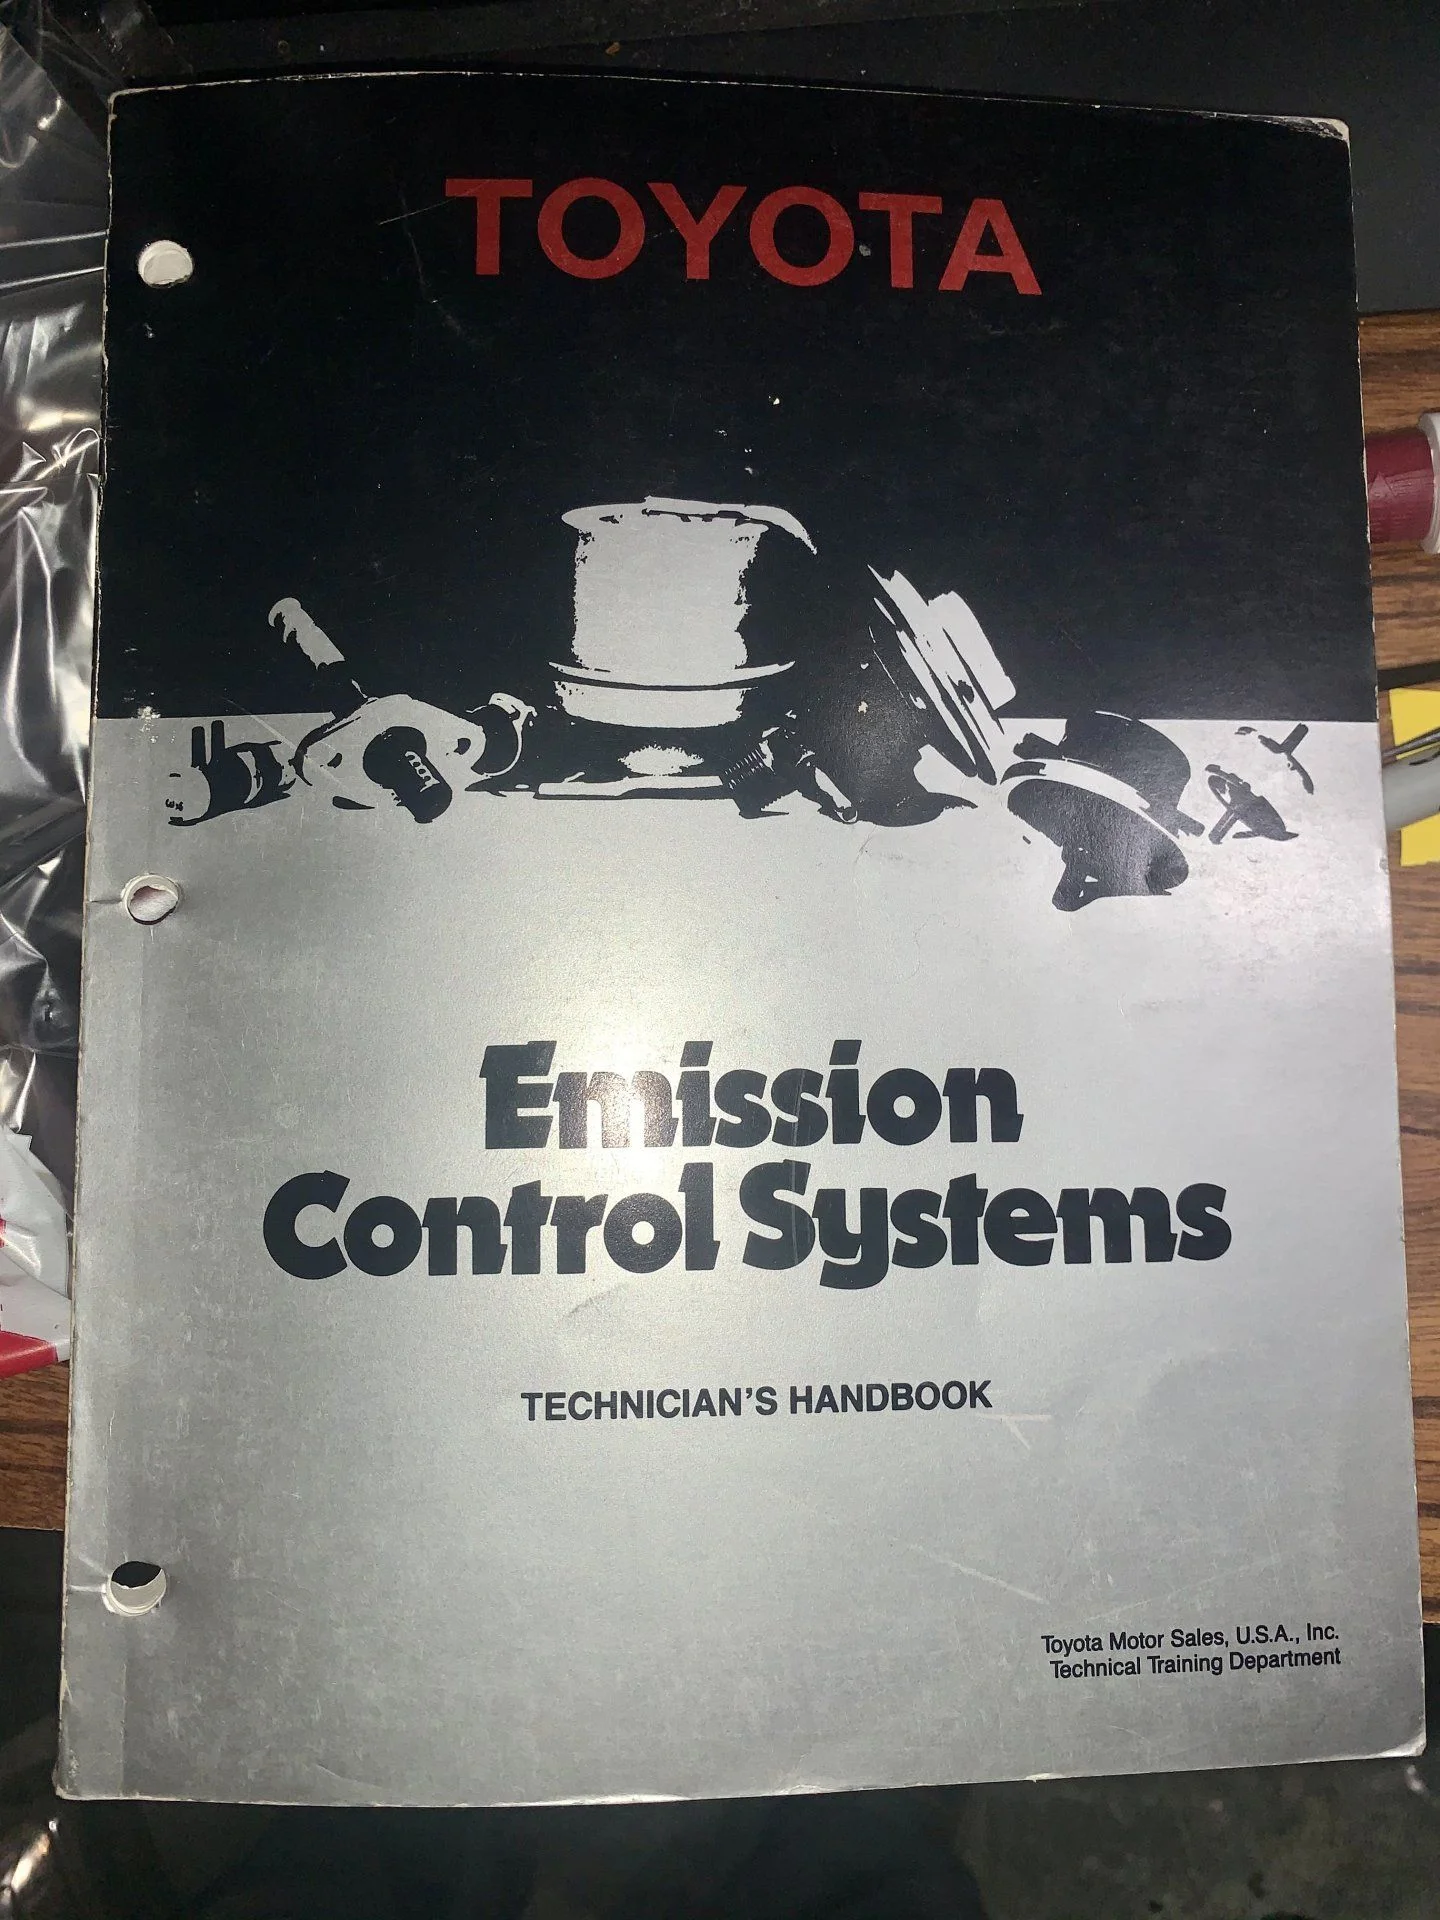 TOYOTA
Emission
Control Systems
TECHNICIAN'S HANDBOOK
Toyota Motor Sales, U.S.A., Inc.
Technical Training Department